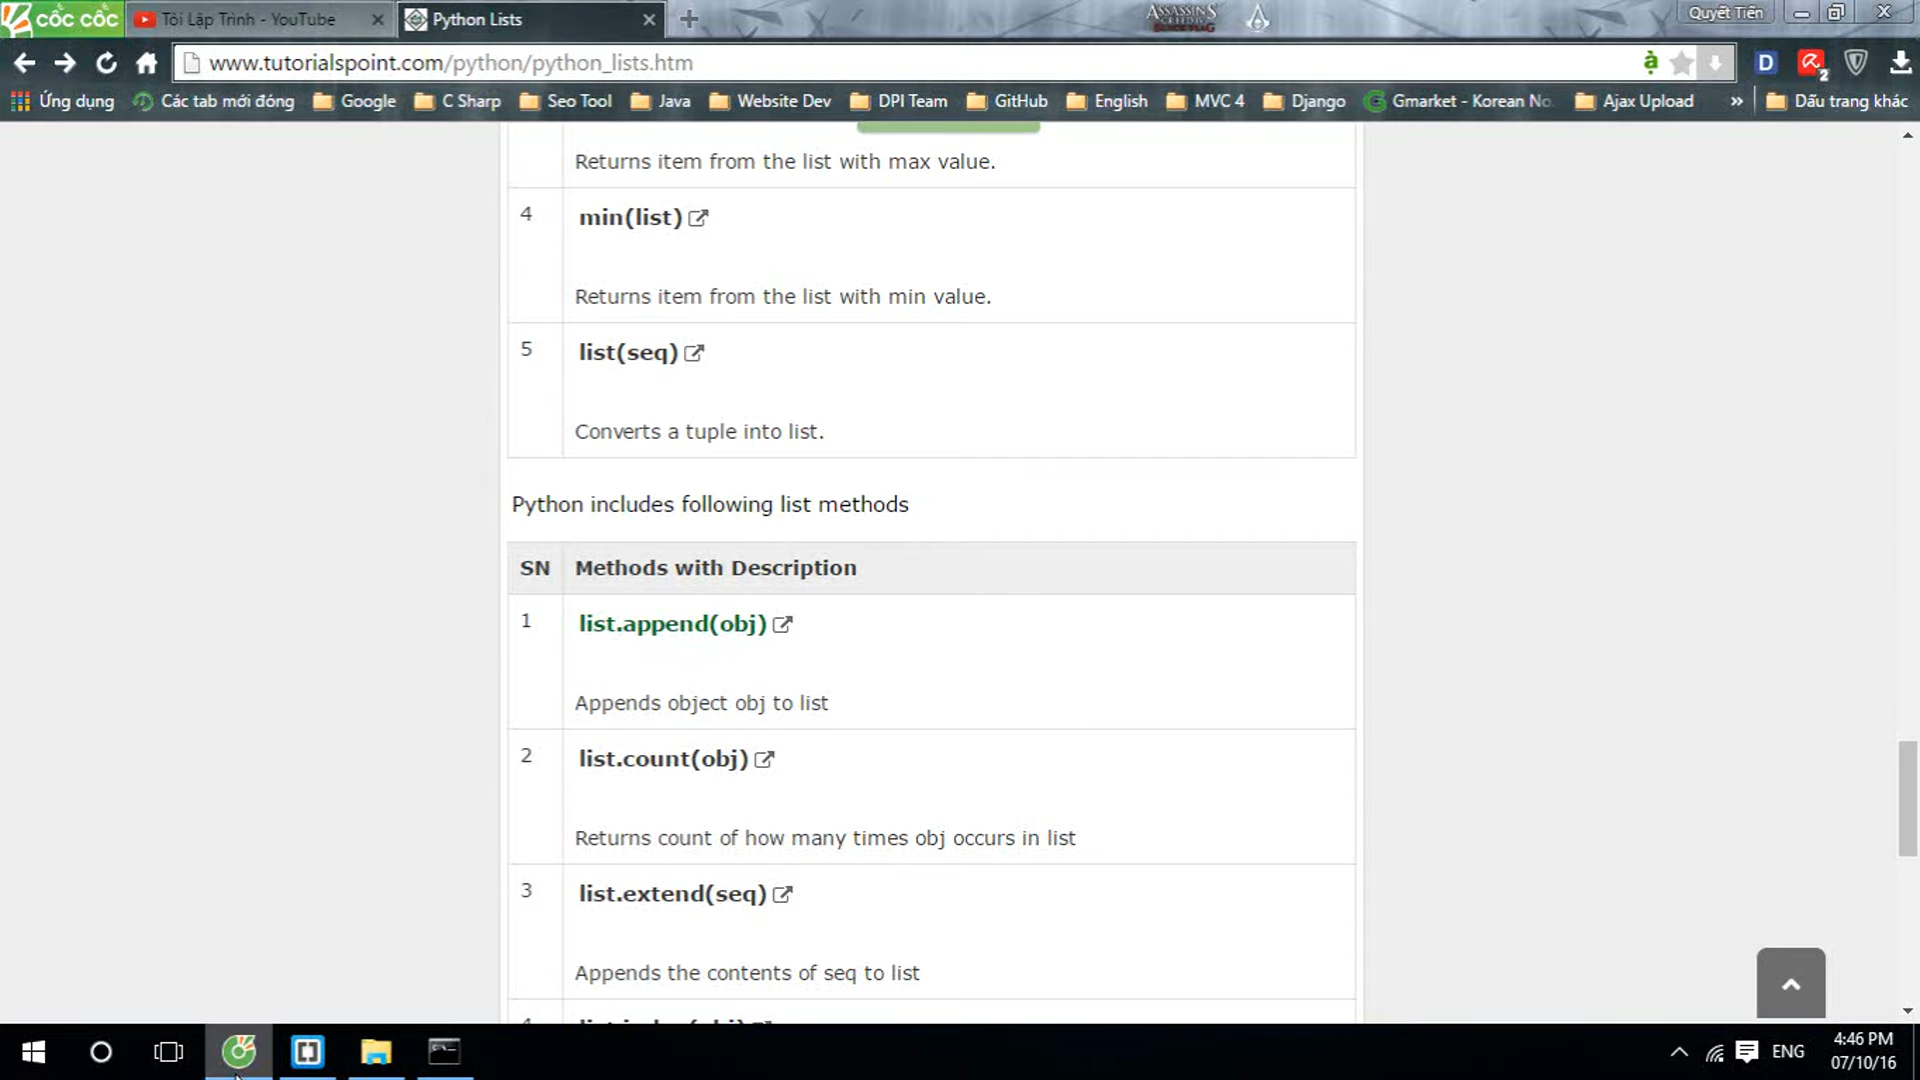 cốc cốc
Tôi Lập Trình - YouTube
Python Lists
ASSASSIN'S
Quyết Tiến
www.tutorialspoint.com/python/python_lists.htm
D
2
Ứng dụng
Các tab mới đóng
Google
C Sharp
Seo Tool
Java
Website Dev
DPI Team
GitHub
English
MVC 4
Django
Gmarket - Korean No
Ajax Upload
»
Dấu trang khác
Returns item from the list with max value.
4
min(list)
Returns item from the list with min value.
5
list(seq)
Converts a tuple into list.
Python includes following list methods
SN
Methods with Description
1
list.append(obj)
Appends object obj to list
2
list.count(obj)
Returns count of how many times obj occurs in list
3
list.extend(seq)
Appends the contents of seq to list
ENG
4:46 PM
07/10/16